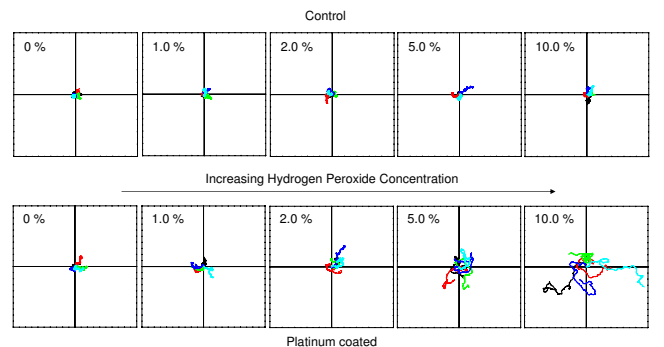 Control
0 % 1.0 % 2.0 % 5.0 % 10.0 %
Increasing Hydrogen Peroxide Concentration
0 % 1.0 % 2.0 % 5.0 % 10.0 %
Platinum coated